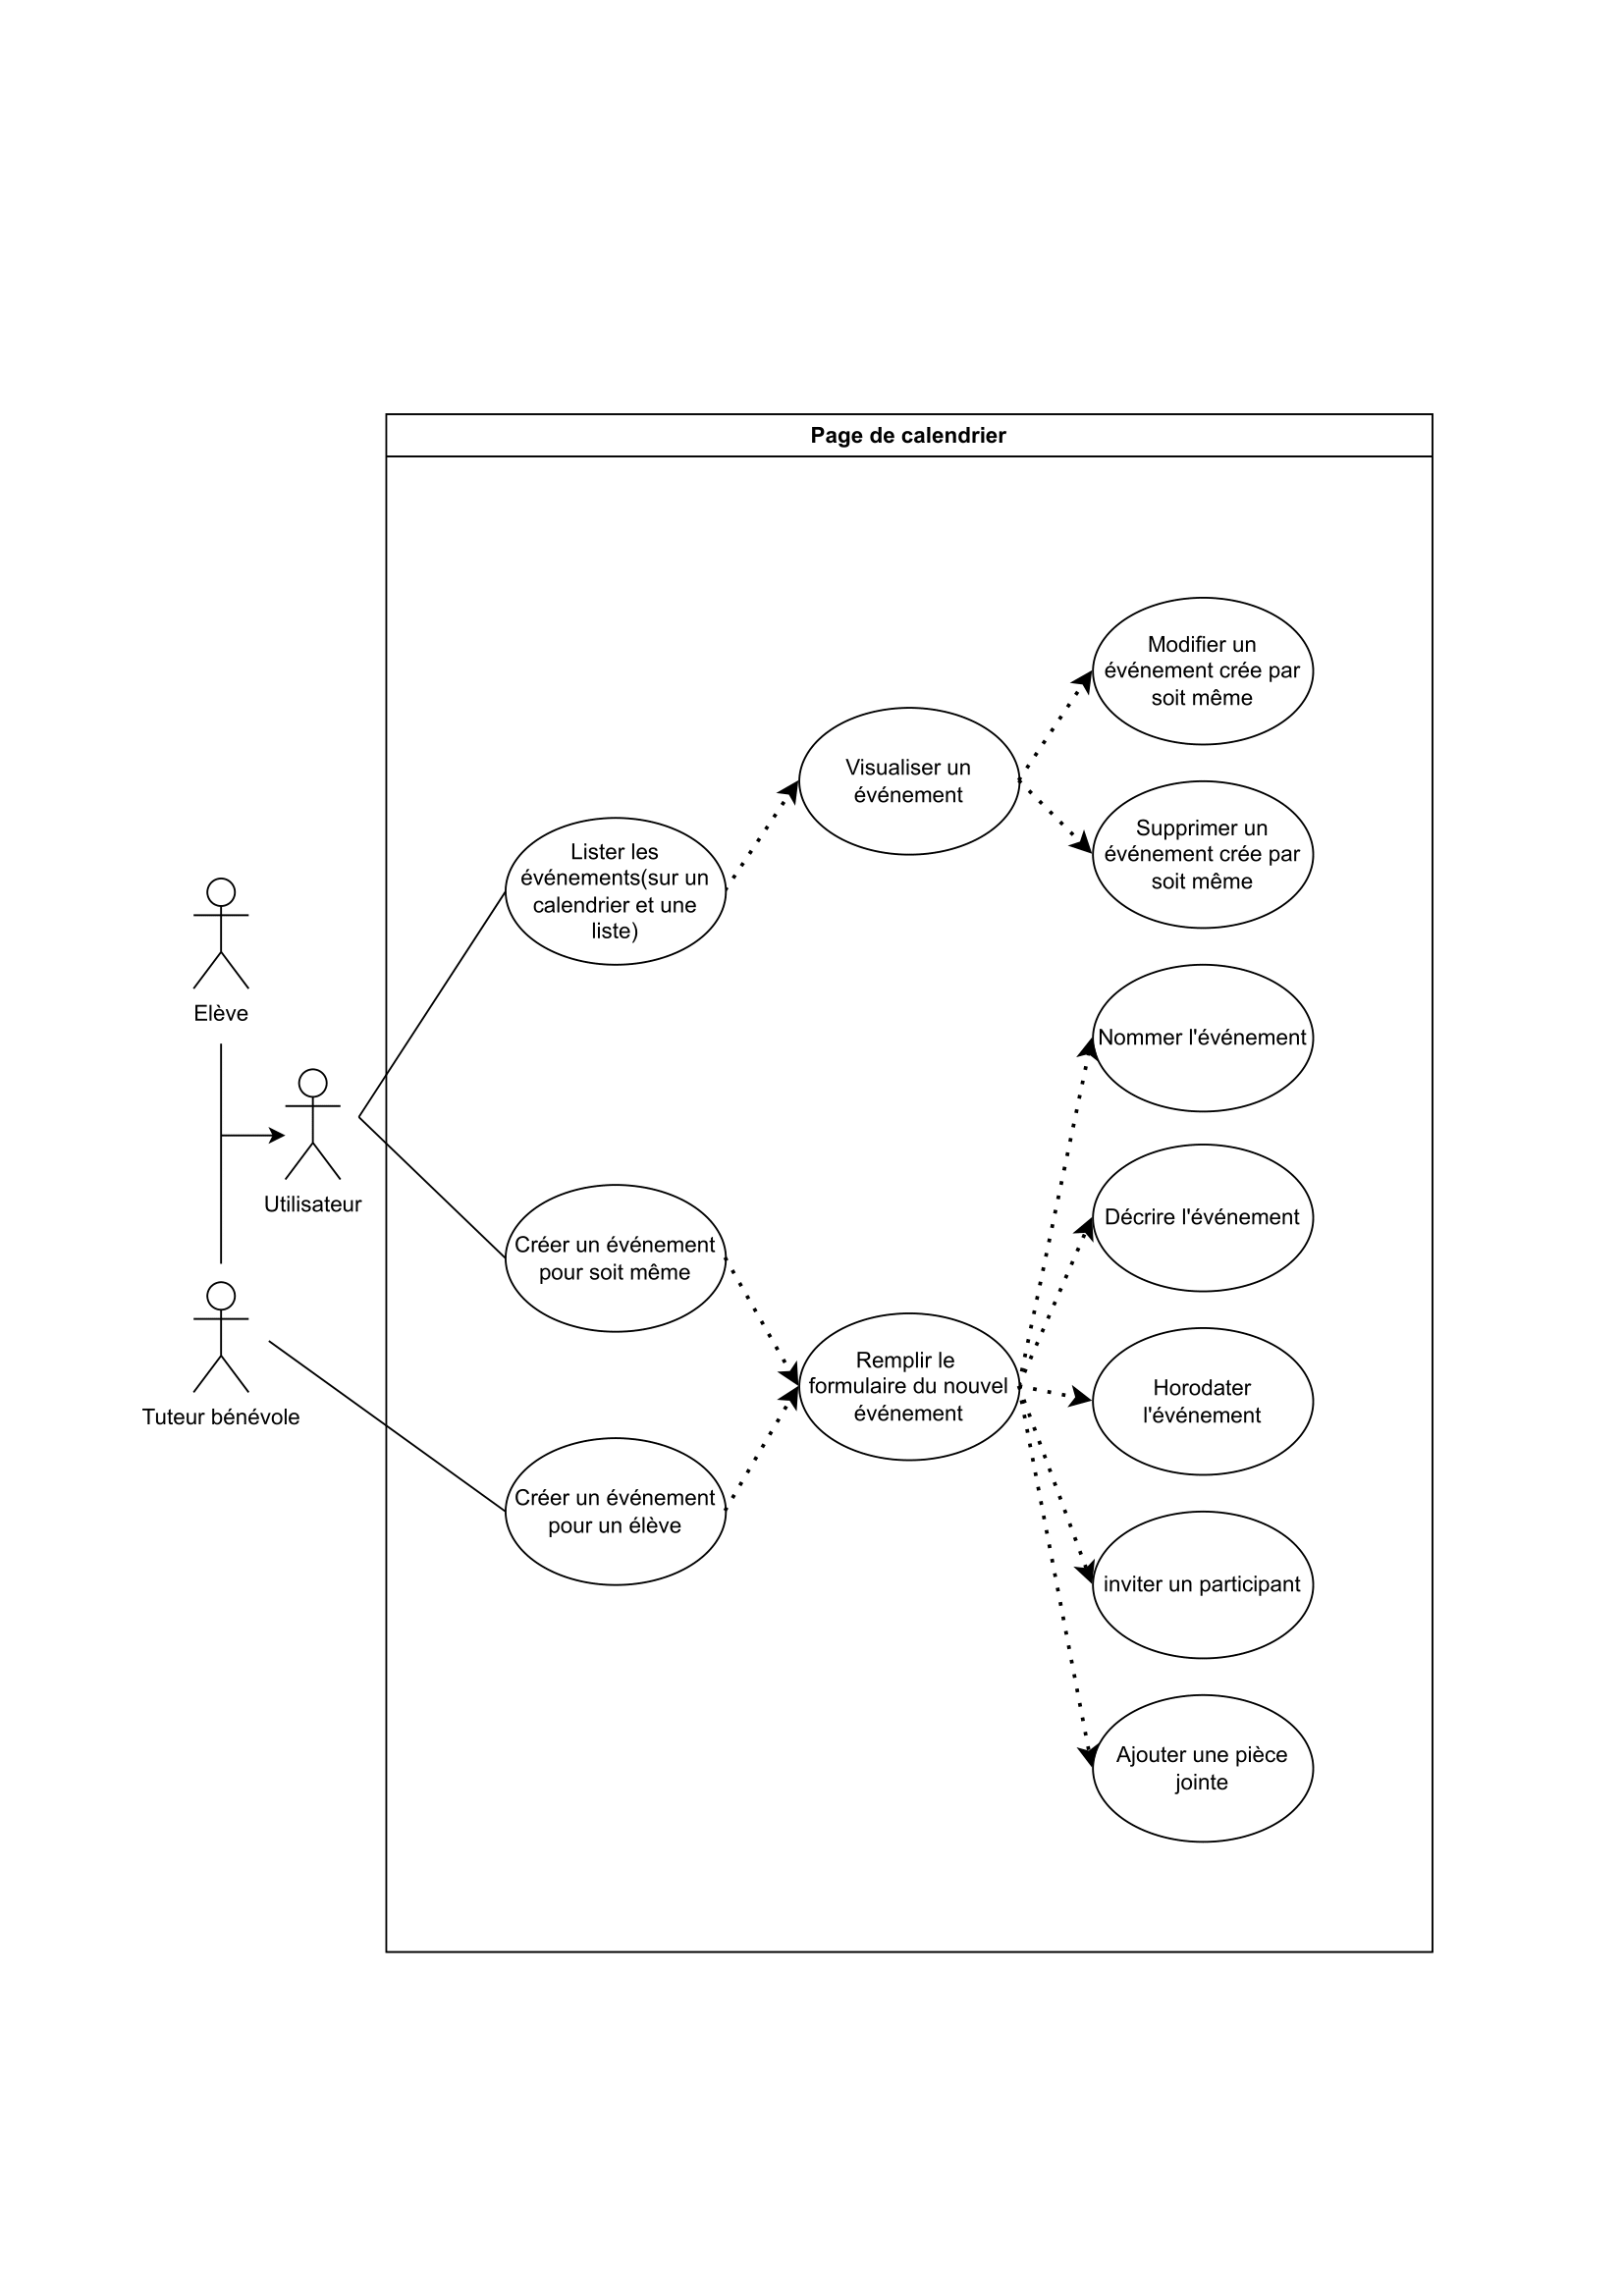 Page de calendrier
Modifier un
événement crée par
soit même
Visualiser un
événement
Supprimer un
événement crée par
soit même
Lister les
événements(sur un
calendrier et une
liste)
Elève
Nommer l'événement
Utilisateur
Décrire l'événement
Créer un événement
pour soit même
Tuteur bénévole
Remplir le
formulaire du nouvel
événement
Horodater
l'événement
Créer un événement
pour un élève
inviter un participant
Ajouter une pièce
jointe